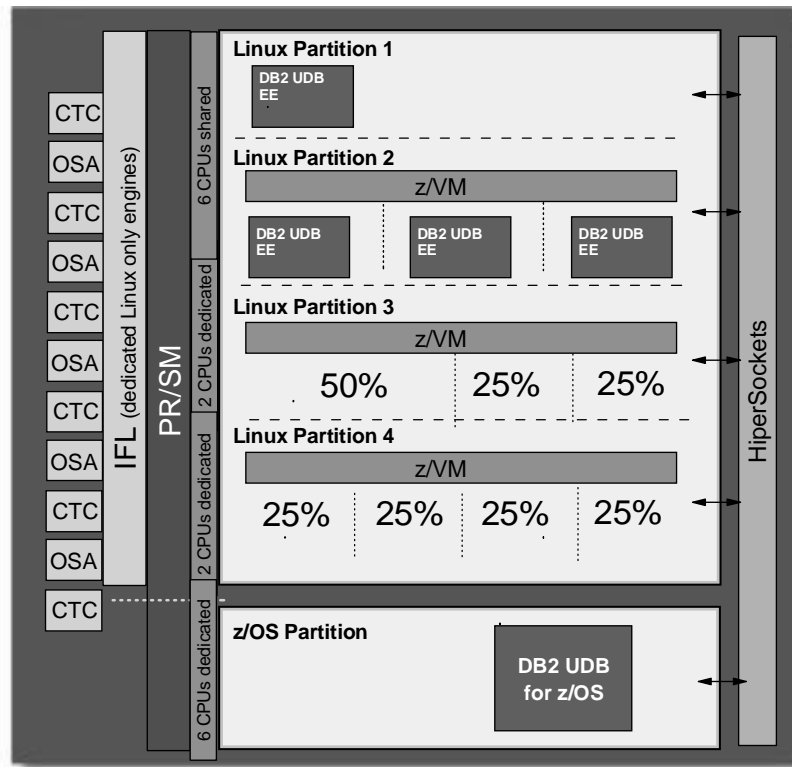 CTC
OSA
CTC
OSA
CTC
OSA
CTC
OSA
CTC
OSA
CTC
IFL (dedicated Linux only engines)
PR/SM
6 CPUs shared
2 CPUs dedicated
2 CPUs dedicated
6 CPUs dedicated
Linux Partition 1
DB2 UDB
EE
Linux Partition 2
z/VM
DB2 UDB
EE
DB2 UDB
EE
DB2 UDB
EE
Linux Partition 3
z/VM
50% 25% 25%
Linux Partition 4
z/VM
25% 25% 25% 25%
z/OS Partition
DB2 UDB
for z/OS
HiperSockets